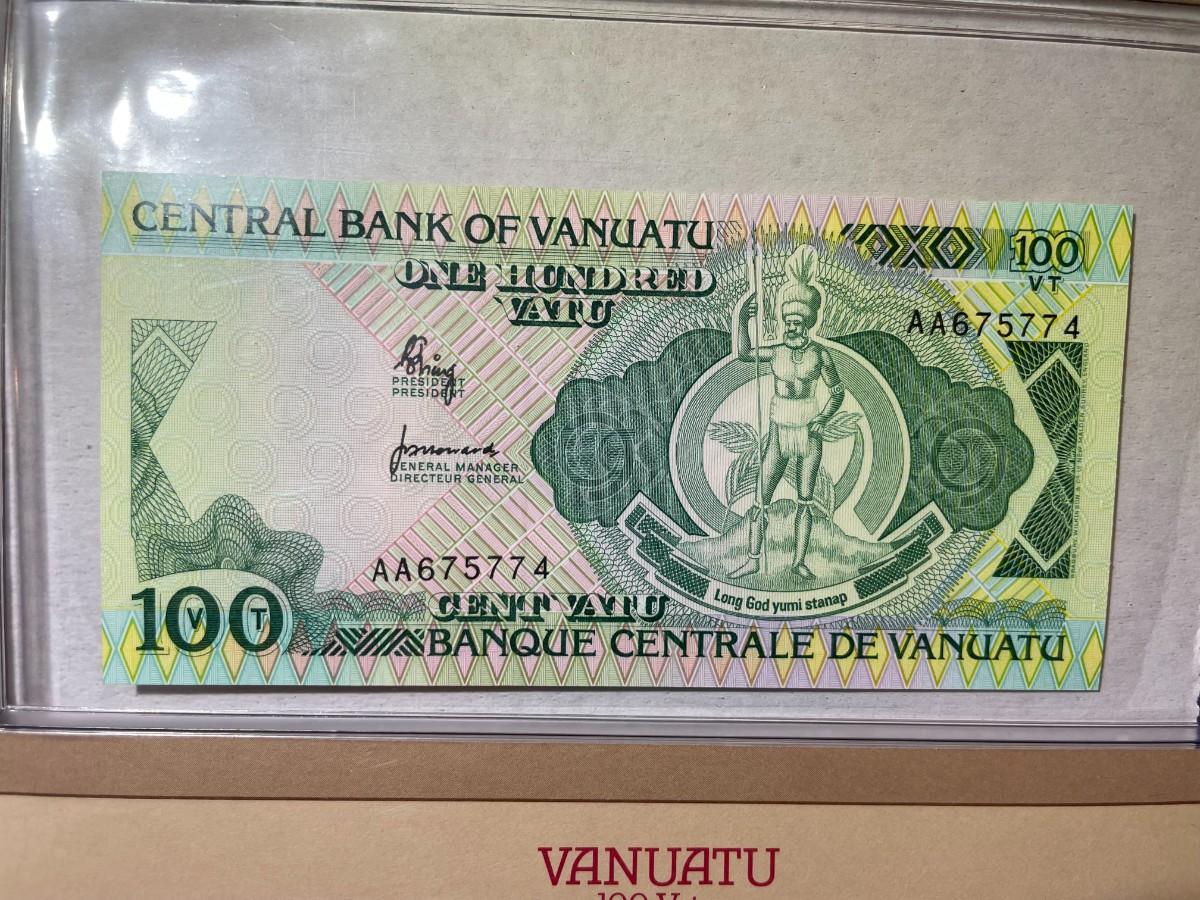 CENTRAL BANK OF VANUATU
100
VT
ONE HUNDRED
VATU
AA675774
PRESIDENT
PRESIDENT
GENERAL MANAGER
DIRECTEUR GENERAL
AA675774
Long God yumi stanap
100
V T
CENT VATU
BANQUE CENTRALE DE VANUATU
VANUATU